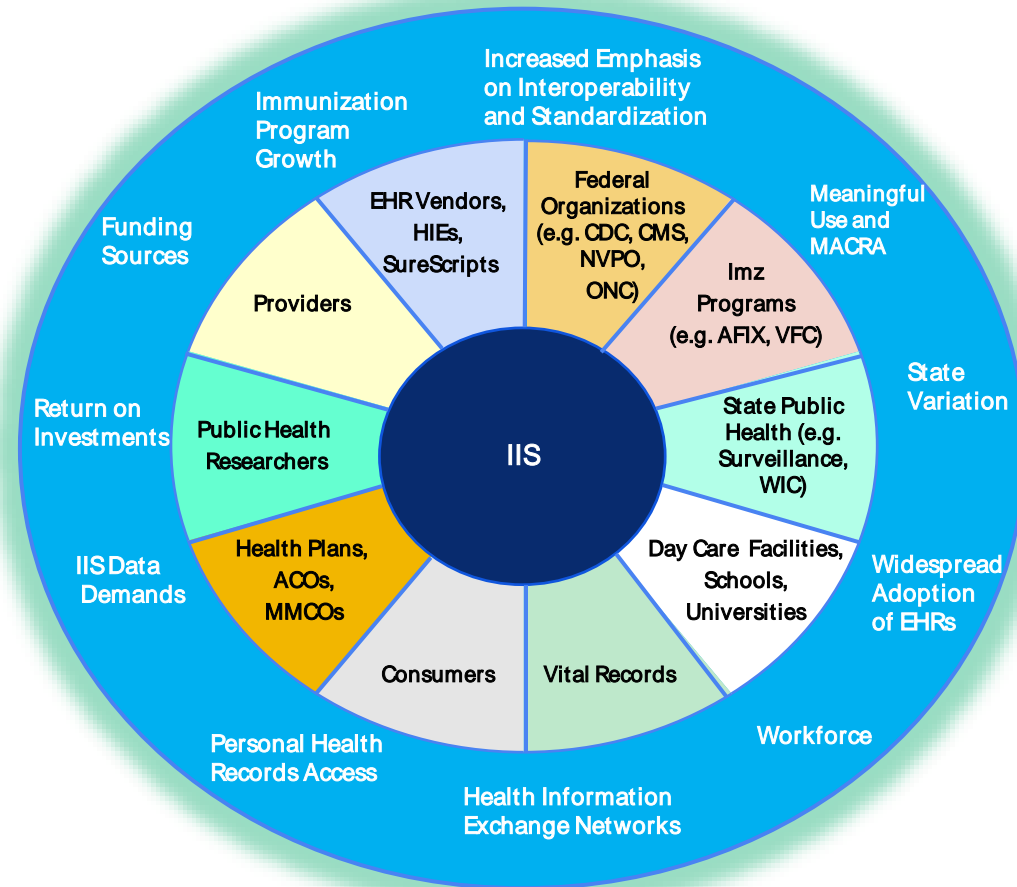 Increased Emphasis
on Interoperability
and Standardization
Immunization
Program
Growth
Meaningful
Use and
MACRA
Funding
Sources
State
Variation
Return on
Investments
Widespread
Adoption
of EHRs
IIS Data
Demands
Workforce
Personal Health
Records Access
Health Information
Exchange Networks
EHR Vendors,
HIEs,
SureScripts
Federal
Organizations
(e.g. CDC, CMS,
NVPO,
ONC)
Imz
Programs
(e.g. AFIX, VFC)
Providers
State Public
Health (e.g.
Surveillance,
WIC)
Public Health
Researchers
IIS
Day Care Facilities,
Schools,
Universities
Health Plans,
ACOs,
MMCOs
Consumers
Vital Records